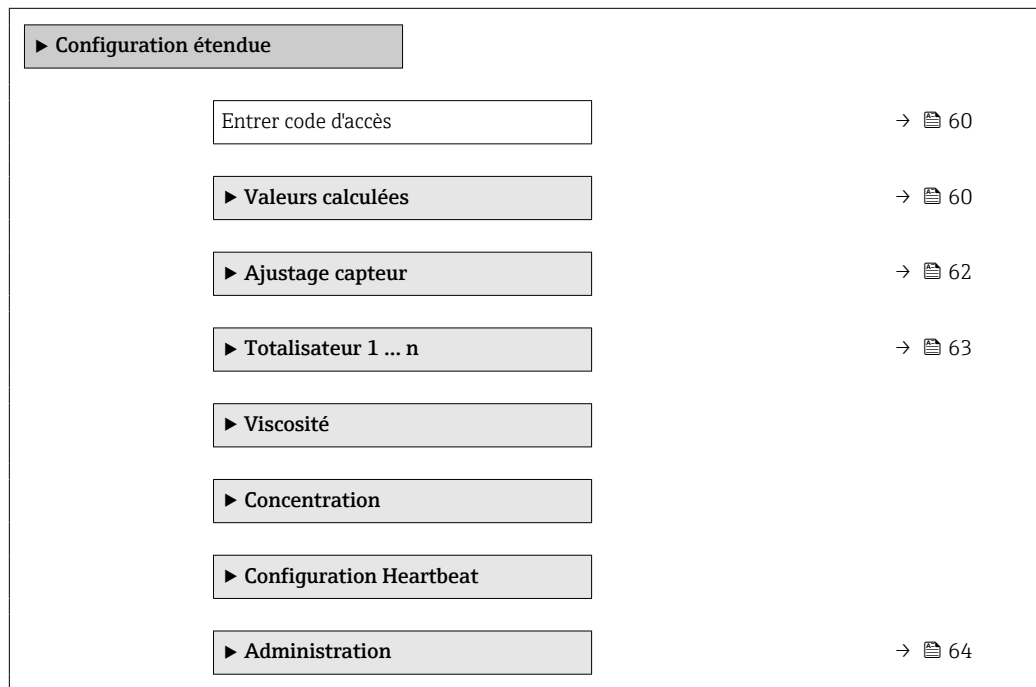 ▶ Configuration étendue
Entrer code d'accès → 60
▶ Valeurs calculées → 60
▶ Ajustage capteur → 62
▶ Totalisateur 1 ... n → 63
▶ Viscosité
▶ Concentration
▶ Configuration Heartbeat
▶ Administration → 64